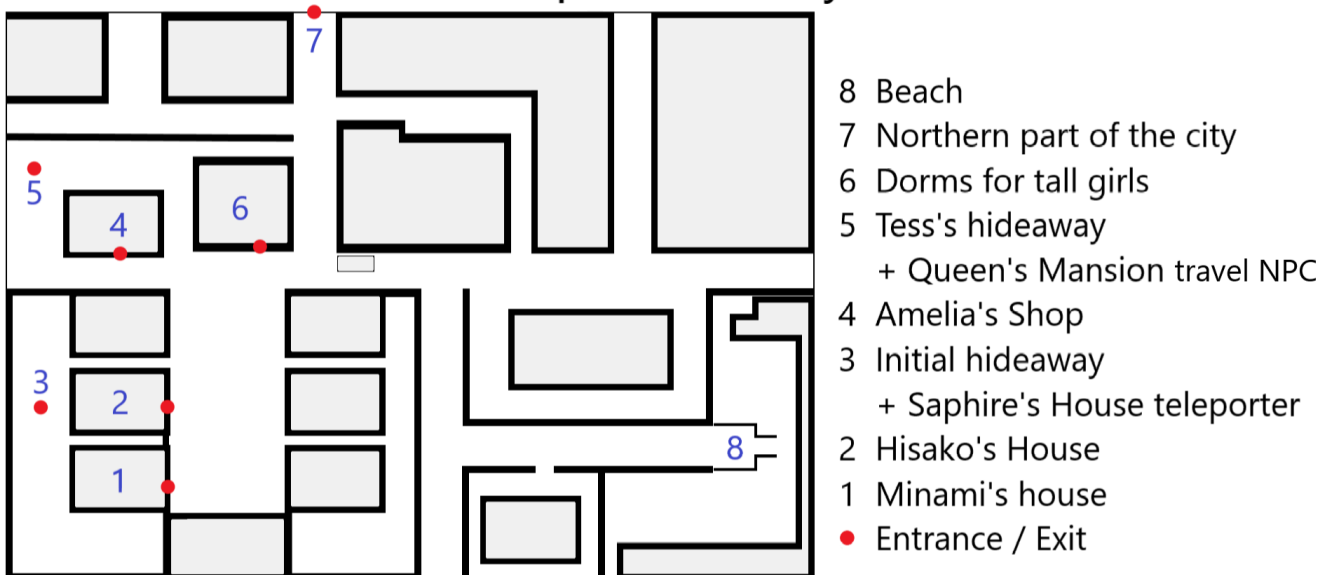 7
5
4
6
3
2
1
8
8 Beach
7 Northern part of the city
6 Dorms for tall girls
5 Tess's hideaway
+ Queen's Mansion travel NPC
4 Amelia's Shop
3 Initial hideaway
+ Saphire's House teleporter
2 Hisako's House
1 Minami's house
Entrance / Exit